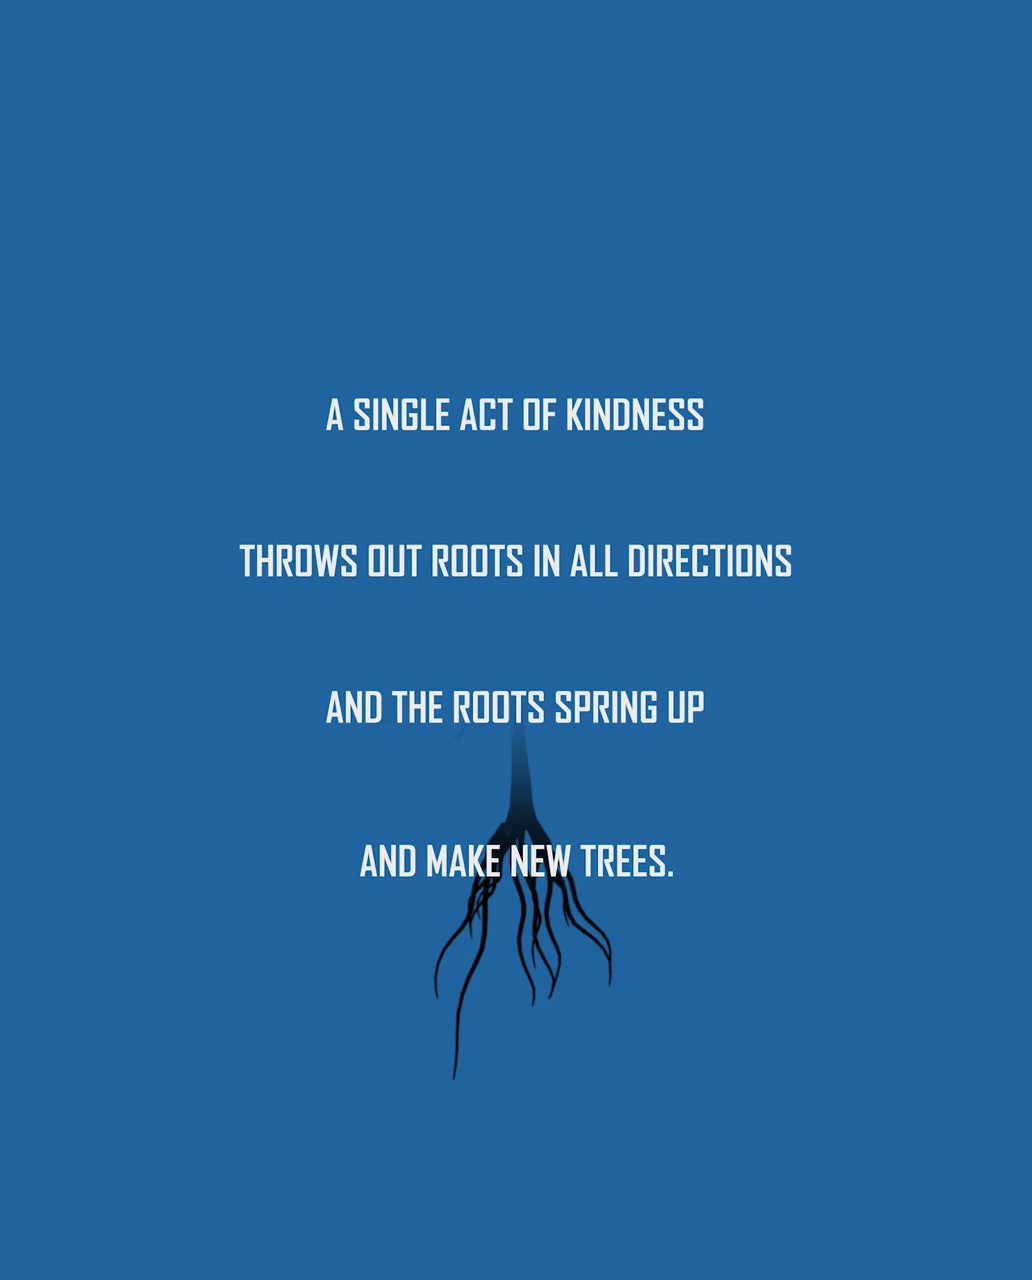 A SINGLE ACT OF KINDNESS
THROWS OUT ROOTS IN ALL DIRECTIONS
AND THE ROOTS SPRING UP
AND MAKE NEW TREES.